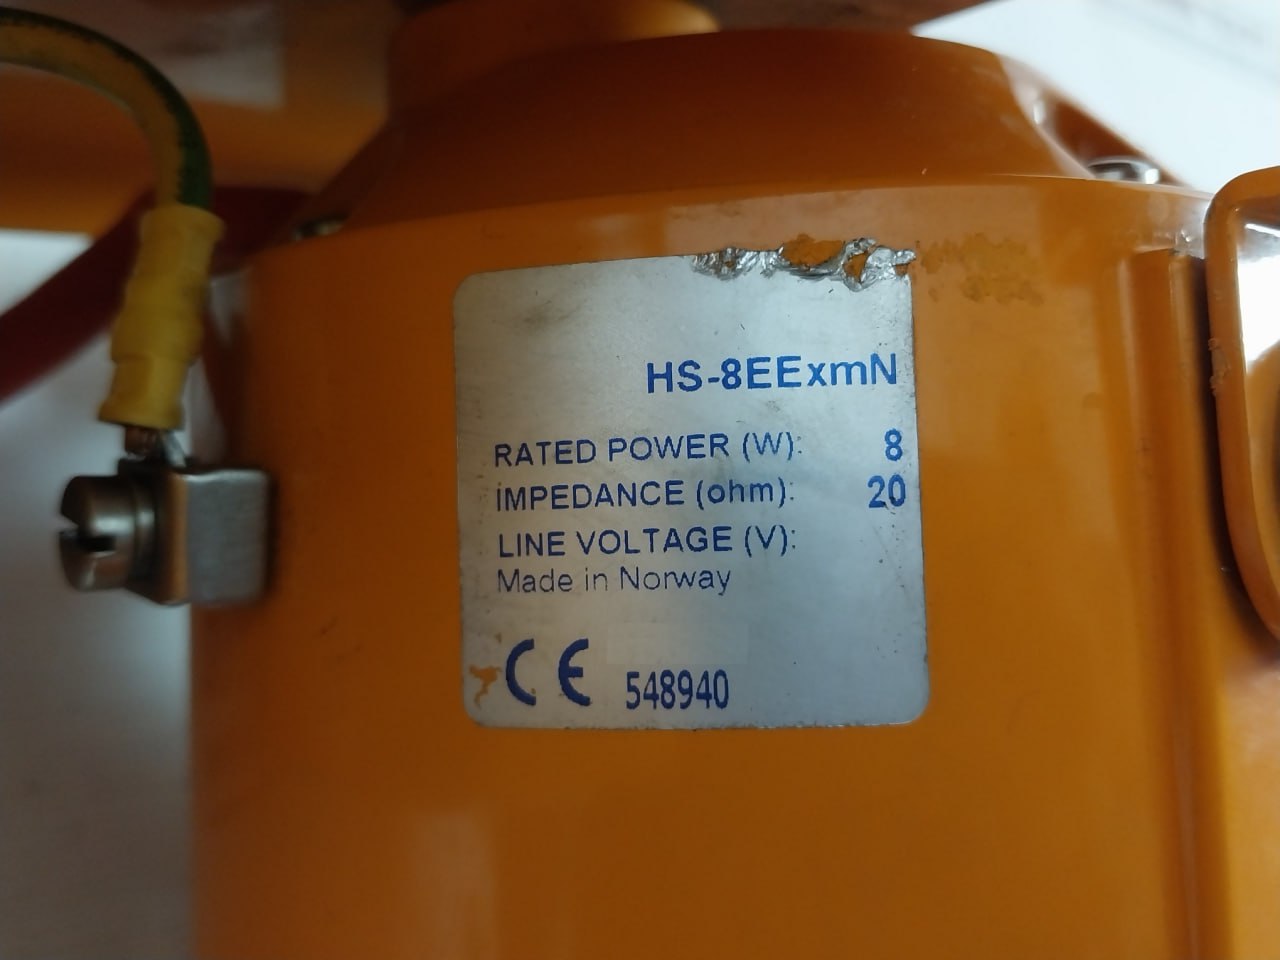 HS-8EExmN
RATED POWER (W): 8
IMPEDANCE (ohm): 20
LINE VOLTAGE (V):
Made in Norway
CE 548940